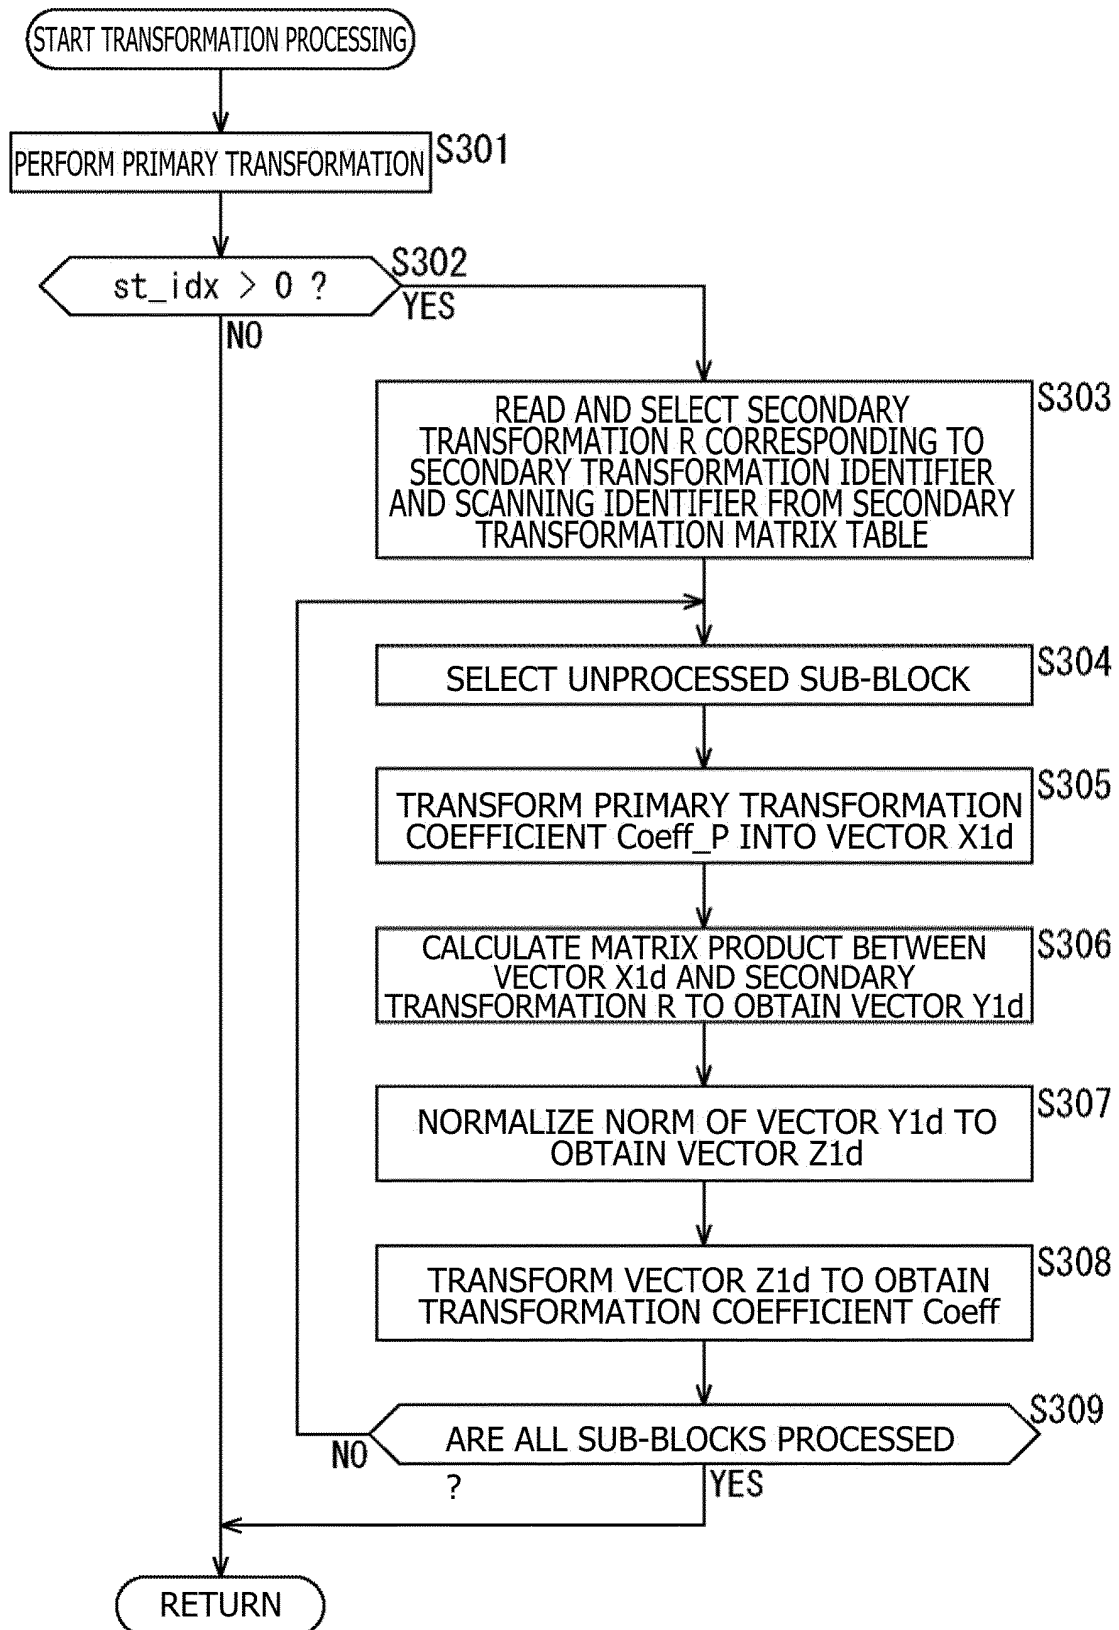 START TRANSFORMATION PROCESSING
PERFORM PRIMARY TRANSFORMATION
S301
st_idx > 0 ?
S302
YES
NO
READ AND SELECT SECONDARY
TRANSFORMATION R CORRESPONDING TO
SECONDARY TRANSFORMATION IDENTIFIER
AND SCANNING IDENTIFIER FROM SECONDARY
TRANSFORMATION MATRIX TABLE
S303
SELECT UNPROCESSED SUB-BLOCK
S304
TRANSFORM PRIMARY TRANSFORMATION
COEFFICIENT Coeff_P INTO VECTOR X1d
S305
CALCULATE MATRIX PRODUCT BETWEEN
VECTOR X1d AND SECONDARY
TRANSFORMATION R TO OBTAIN VECTOR Y1d
S306
NORMALIZE NORM OF VECTOR Y1d TO
OBTAIN VECTOR Z1d
S307
TRANSFORM VECTOR Z1d TO OBTAIN
TRANSFORMATION COEFFICIENT Coeff
S308
ARE ALL SUB-BLOCKS PROCESSED
?
S309
NO
YES
RETURN